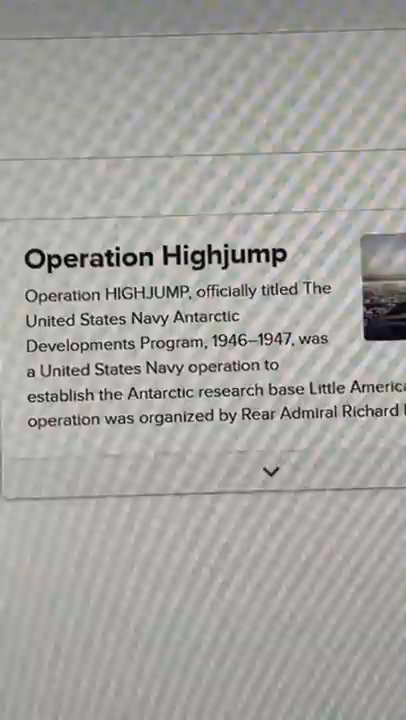 Operation Highjump
Operation HIGHJUMP, officially titled The
United States Navy Antarctic
Developments Program, 1946–1947, was
a United States Navy operation to
establish the Antarctic research base Little
operation was organized by Rear Admiral Richard